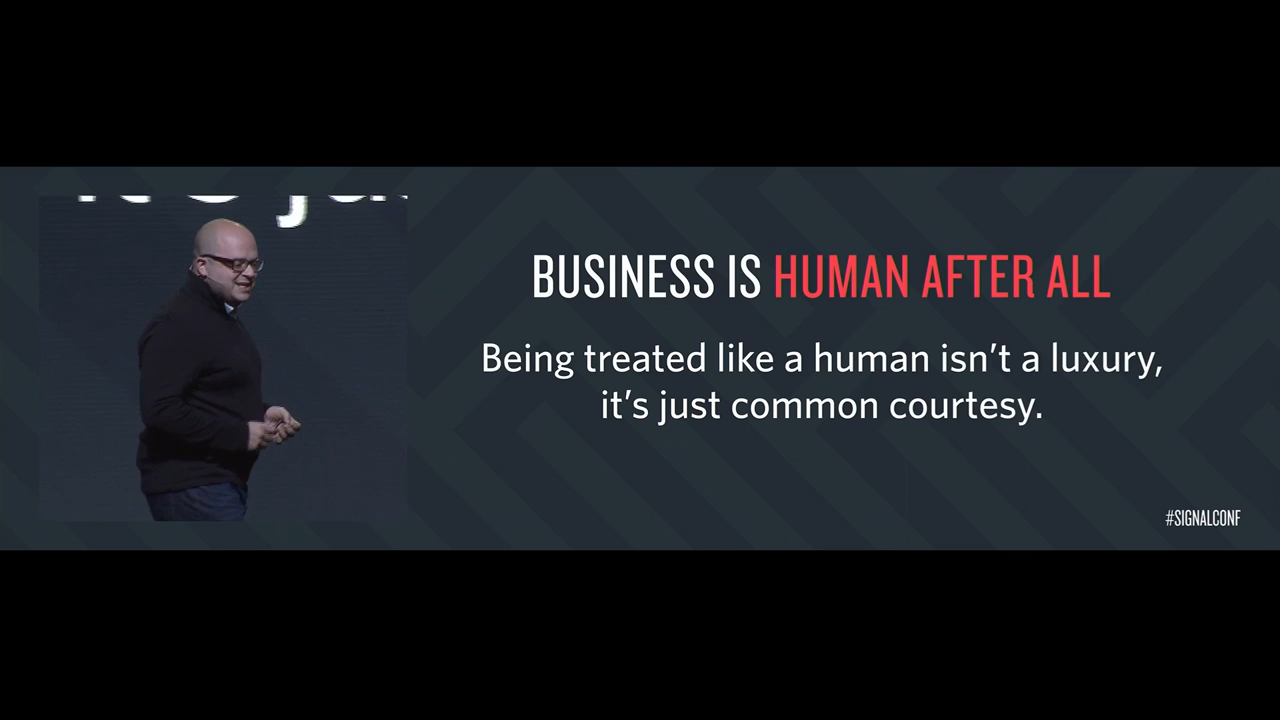 BUSINESS IS HUMAN AFTER ALL
Being treated like a human isn’t a luxury,
it’s just common courtesy.
#SIGNALCONF